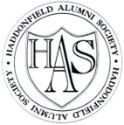 HADDONFIELD ALUMNI SOCIETY • HADDONFIELD ALUMNI SOCIETY •
HAS